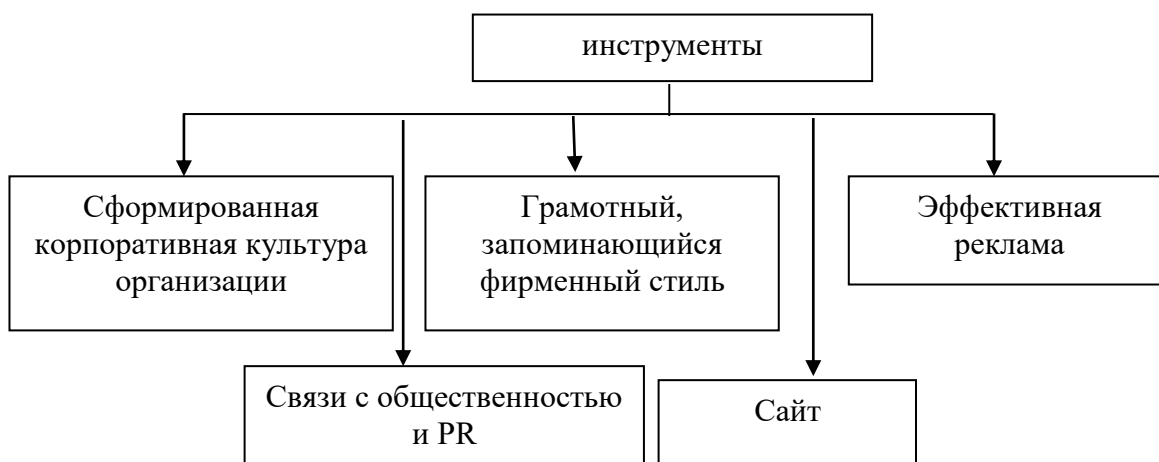 инструменты
Сформированная
корпоративная культура
организации
Грамотный,
запоминающийся
фирменный стиль
Эффективная
реклама
Связи с общественностью
и PR
Сайт